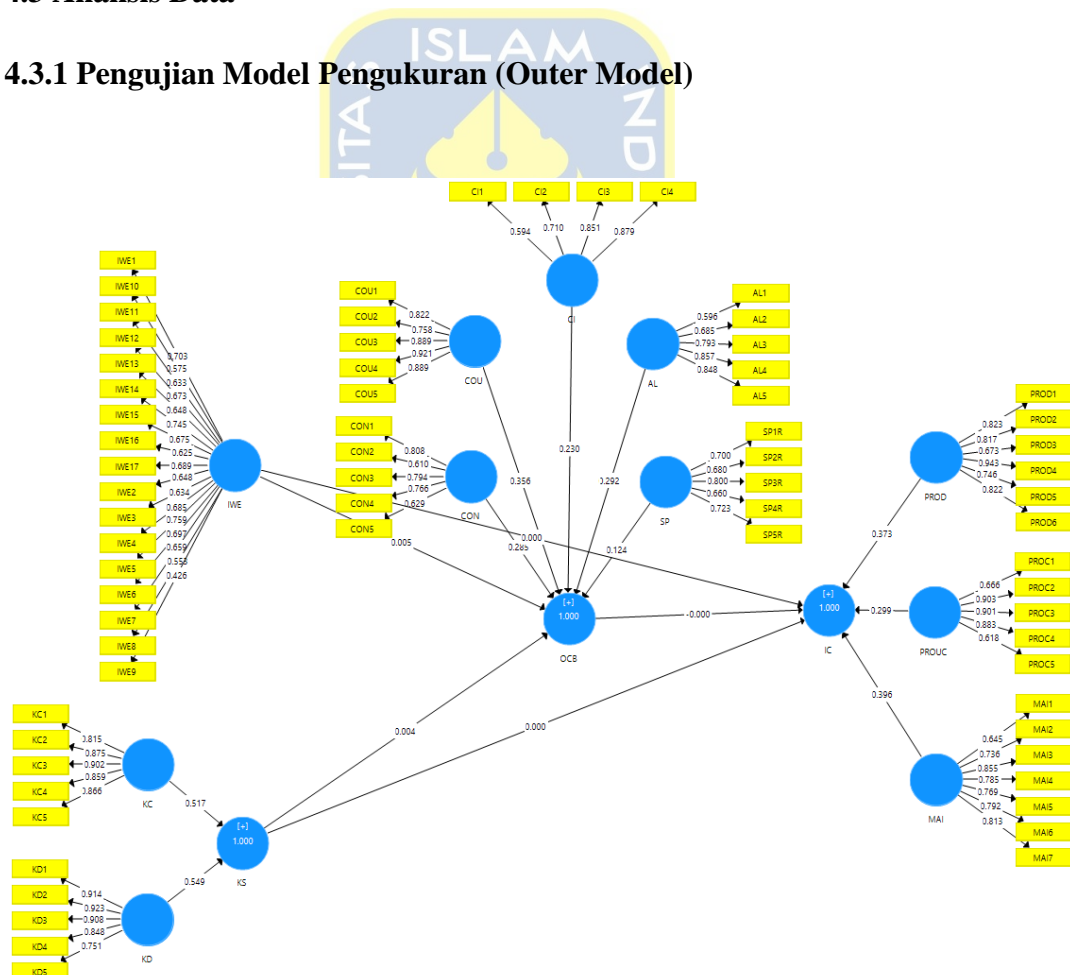 4.3 Analisis Data
4.3.1 Pengujian Model Pengukuran (Outer Model)
ISLAM
CI1 CI2 CI3 CI4
0.594 0.710 0.851 0.879
CI
IWE1
IWE10
IWE11
IWE12
IWE13
IWE14
IWE15
IWE16
IWE17
IWE2
IWE3
IWE4
IWE5
IWE6
IWE7
IWE8
IWE9
0.703
0.575
0.633
0.673
0.648
0.745
0.675
0.625
0.689
0.648
0.634
0.685
0.759
0.697
0.659
0.553
0.426
IWE
COU1
COU2
COU3
COU4
COU5
0.822
0.758
0.889
0.921
0.889
COU
CON1
CON2
CON3
CON4
CON5
0.808
0.610
0.794
0.766
0.629
CON
AL1
AL2
AL3
AL4
AL5
0.596
0.685
0.793
0.857
0.848
AL
SP1R
SP2R
SP3R
SP4R
SP5R
0.700
0.680
0.800
0.660
0.723
SP
0.230
0.356
0.292
0.285
0.124
0.005
0.000
[+]
1.000
OCB
-0.000
[+]
1.000
IC
PROD1
PROD2
PROD3
PROD4
PROD5
PROD6
0.823
0.817
0.673
0.943
0.746
0.822
PROD
0.373
PROC1
PROC2
PROC3
PROC4
PROC5
0.666
0.903
0.901
0.883
0.618
PROUC
0.299
MAI1
MAI2
MAI3
MAI4
MAI5
MAI6
MAI7
0.645
0.736
0.855
0.785
0.769
0.792
0.813
MAI
0.396
KC1
KC2
KC3
KC4
KC5
0.815
0.875
0.902
0.859
0.866
KC
0.517
[+]
1.000
KS
0.004
0.000
0.549
KD1
KD2
KD3
KD4
KD5
0.914
0.923
0.908
0.848
0.751
KD